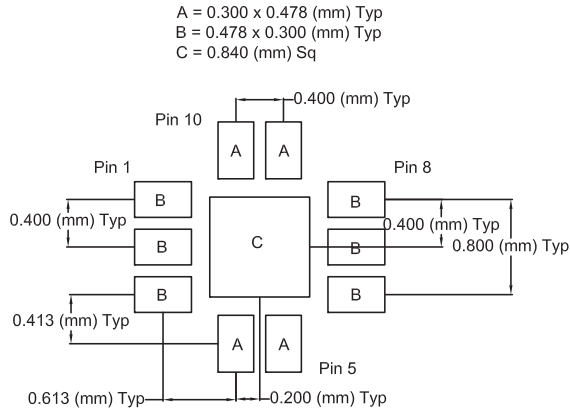 A = 0.300 x 0.478 (mm) Typ
B = 0.478 x 0.300 (mm) Typ
C = 0.840 (mm) Sq
0.400 (mm) Typ
Pin 10
A
A
Pin 1
Pin 8
B
B
0.400 (mm) Typ
0.400 (mm) Typ
B
C
B
0.800 (mm) Typ
B
B
0.413 (mm) Typ
A
A
Pin 5
0.613 (mm) Typ
0.200 (mm) Typ